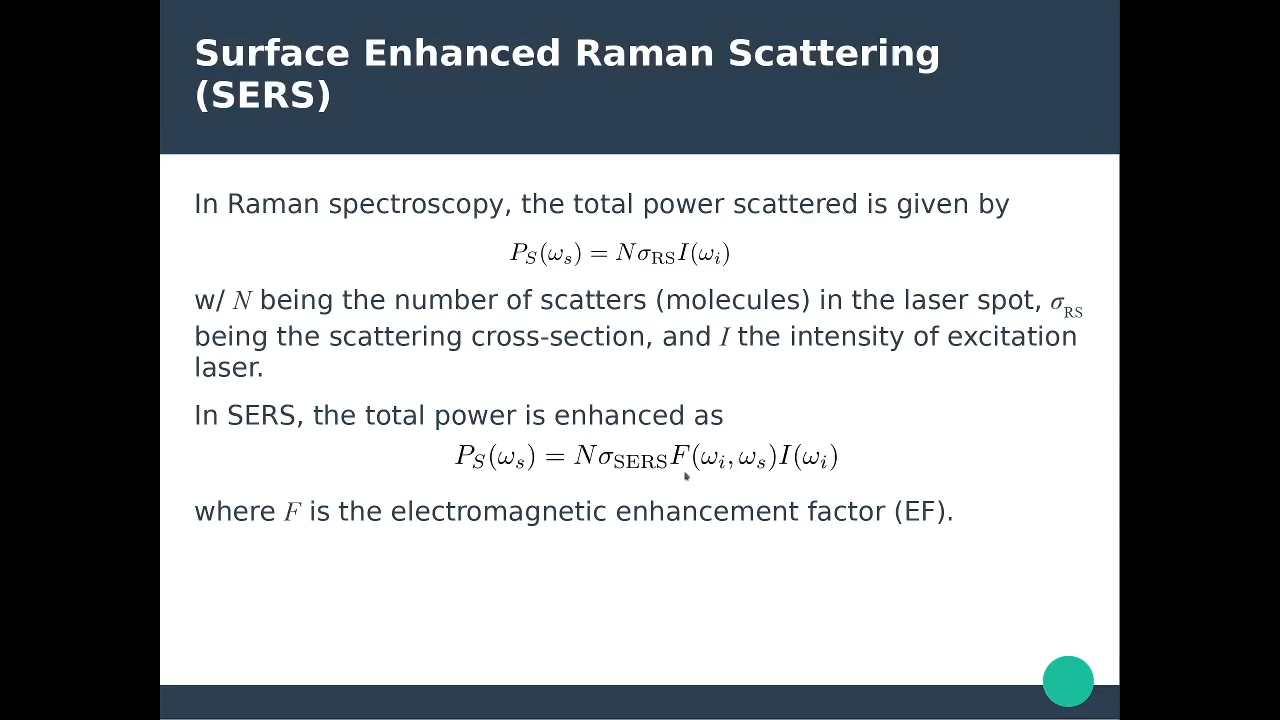 Surface Enhanced Raman Scattering
(SERS)
In Raman spectroscopy, the total power scattered is given by
P_S(ω_s) = Nσ_RS I(ω_i)
w/ N being the number of scatters (molecules) in the laser spot, σ_RS
being the scattering cross-section, and I the intensity of excitation
laser.
In SERS, the total power is enhanced as
P_S(ω_s) = Nσ_SERS F(ω_i, ω_s)I(ω_i)
where F is the electromagnetic enhancement factor (EF).